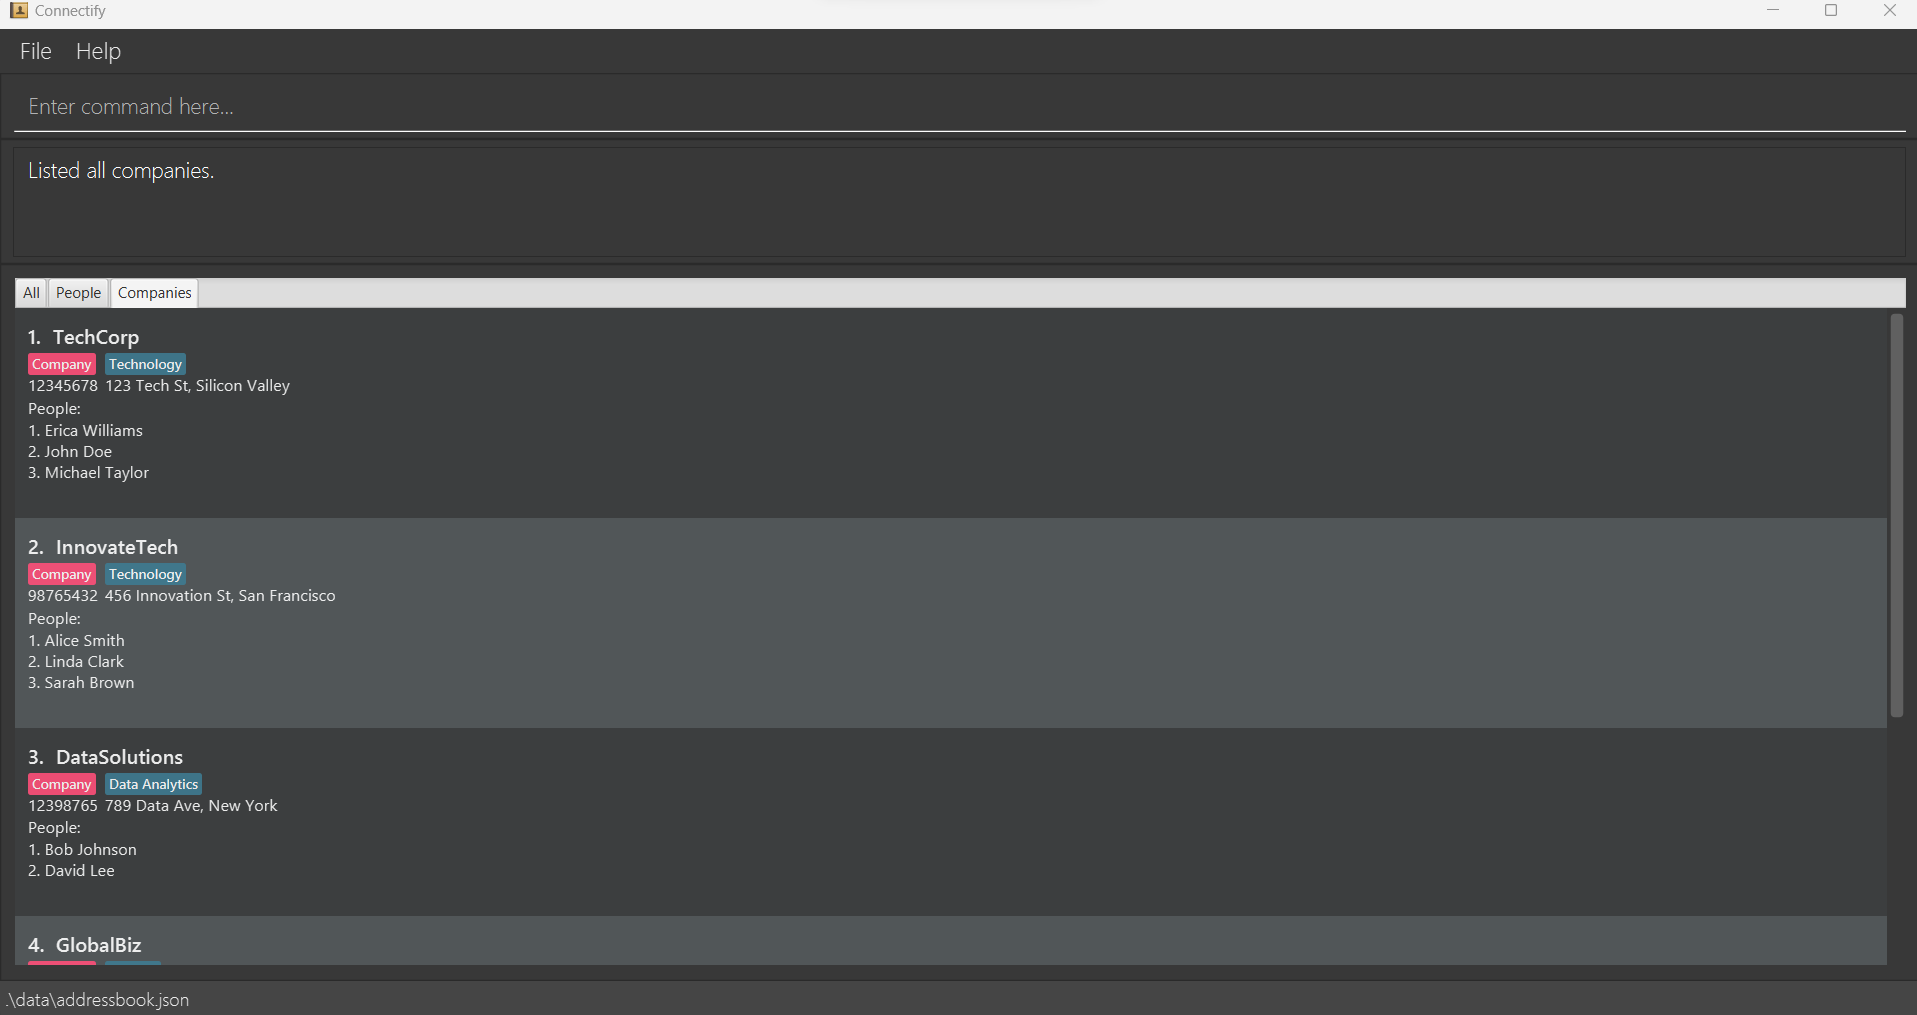 Connectify
File Help
Enter command here...
Listed all companies.
All People Companies
1. TechCorp
Company Technology
12345678 123 Tech St, Silicon Valley
People:
1. Erica Williams
2. John Doe
3. Michael Taylor
2. InnovateTech
Company Technology
98765432 456 Innovation St, San Francisco
People:
1. Alice Smith
2. Linda Clark
3. Sarah Brown
3. DataSolutions
Company Data Analytics
12398765 789 Data Ave, New York
People:
1. Bob Johnson
2. David Lee
4. GlobalBiz
.\data\addressbook.json